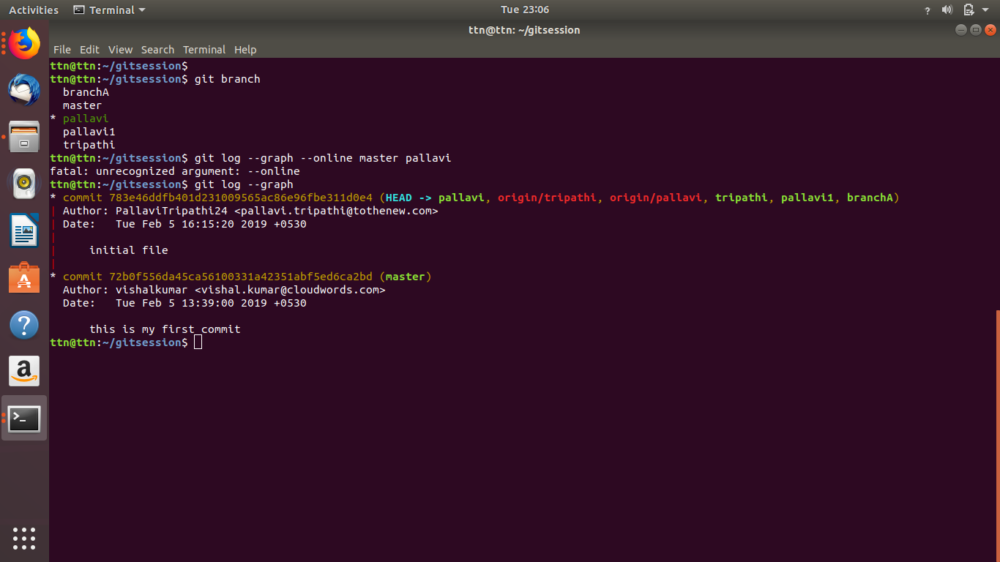 Activities Terminal Tue 23:06 ?
ttn@ttn: ~/gitsession
File Edit View Search Terminal Help
ttn@ttn:~/gitsession$
ttn@ttn:~/gitsession$ git branch
branchA
master
* pallavi
pallavi1
tripathi
ttn@ttn:~/gitsession$ git log --graph --online master pallavi
fatal: unrecognized argument: --online
ttn@ttn:~/gitsession$ git log --graph
* commit 783e46ddfb401d231009565ac86e96fbe311d0e4 (HEAD -> pallavi, origin/tripathi, origin/pallavi, tripathi, pallavi1, branchA)
| Author: PallaviTripathi24 <pallavi.tripathi@tothenew.com>
| Date:   Tue Feb 5 16:15:20 2019 +0530
|
|     initial file
|
* commit 72b0f556da45ca56100331a42351abf5ed6ca2bd (master)
Author: vishalkumar <vishal.kumar@cloudwords.com>
Date:   Tue Feb 5 13:39:00 2019 +0530
this is my first commit
ttn@ttn:~/gitsession$